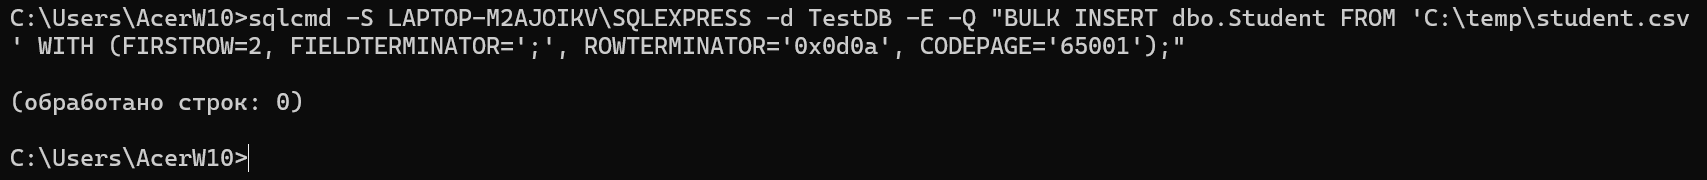 C:\Users\AcerW10>sqlcmd -S LAPTOP-M2AJOIKV\SQLEXPRESS -d TestDB -E -Q "BULK INSERT dbo.Student FROM 'C:\temp\student.csv
' WITH (FIRSTROW=2, FIELDTERMINATOR=';', ROWTERMINATOR='0x0d0a', CODEPAGE='65001');"
(обработано строк: 0)
C:\Users\AcerW10>